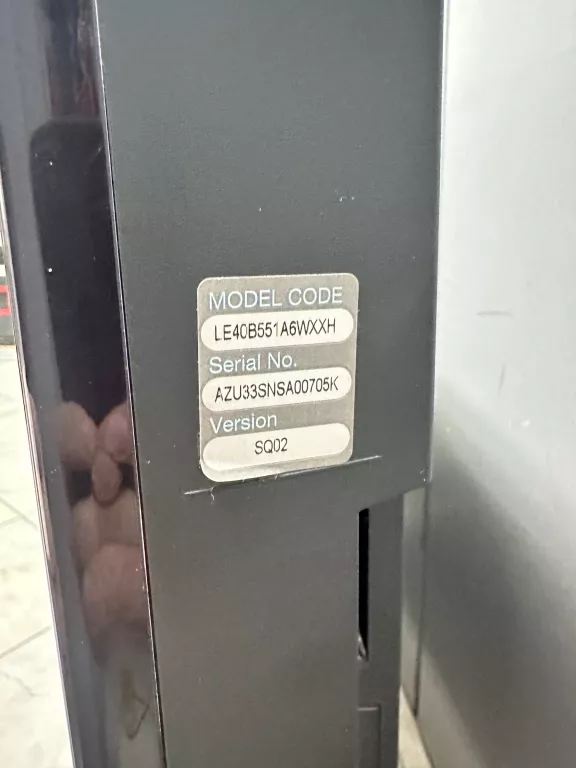 MODEL CODE
LE40B551A6WXXH
Serial No.
AZU33SNSA00705K
Version
SQ02